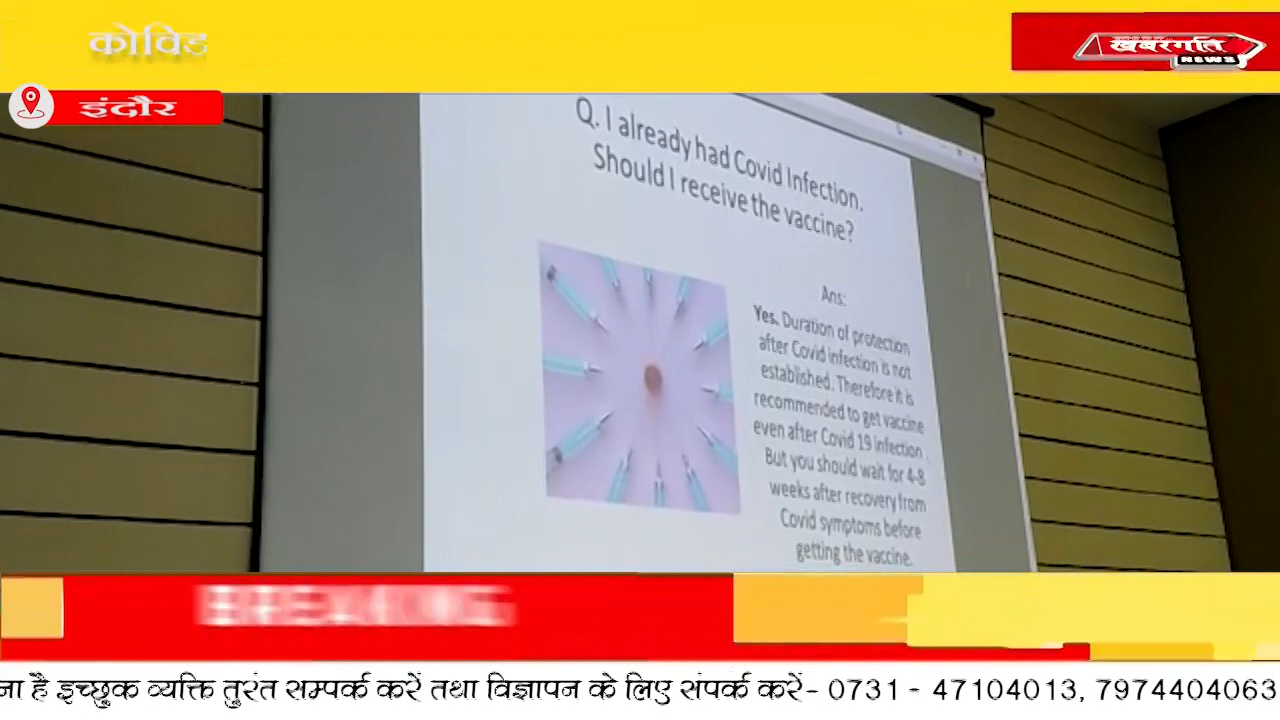 कोविड
खबरगति
NEWS
इंदौर
Q. I already had Covid Infection.
Should I receive the vaccine?
Ans:
Yes. Duration of protection
after Covid infection is not
established. Therefore it is
recommended to get vaccine
even after Covid 19 infection .
But you should wait for 4-8
weeks after recovery from
Covid symptoms before
getting the vaccine.
BREAKING
ना है इच्छुक व्यक्ति तुरंत सम्पर्क करें तथा विज्ञापन के लिए संपर्क करें- 0731 - 47104013, 7974404063